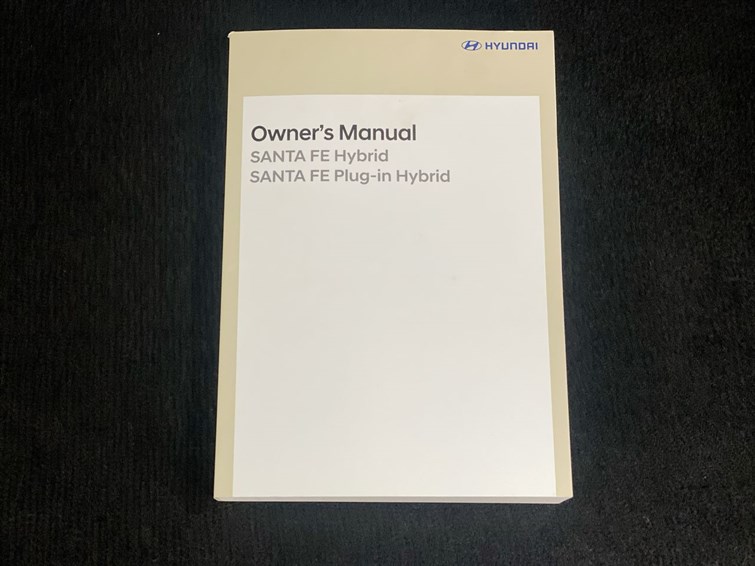 HYUNDAI
Owner's Manual
SANTA FE Hybrid
SANTA FE Plug-in Hybrid